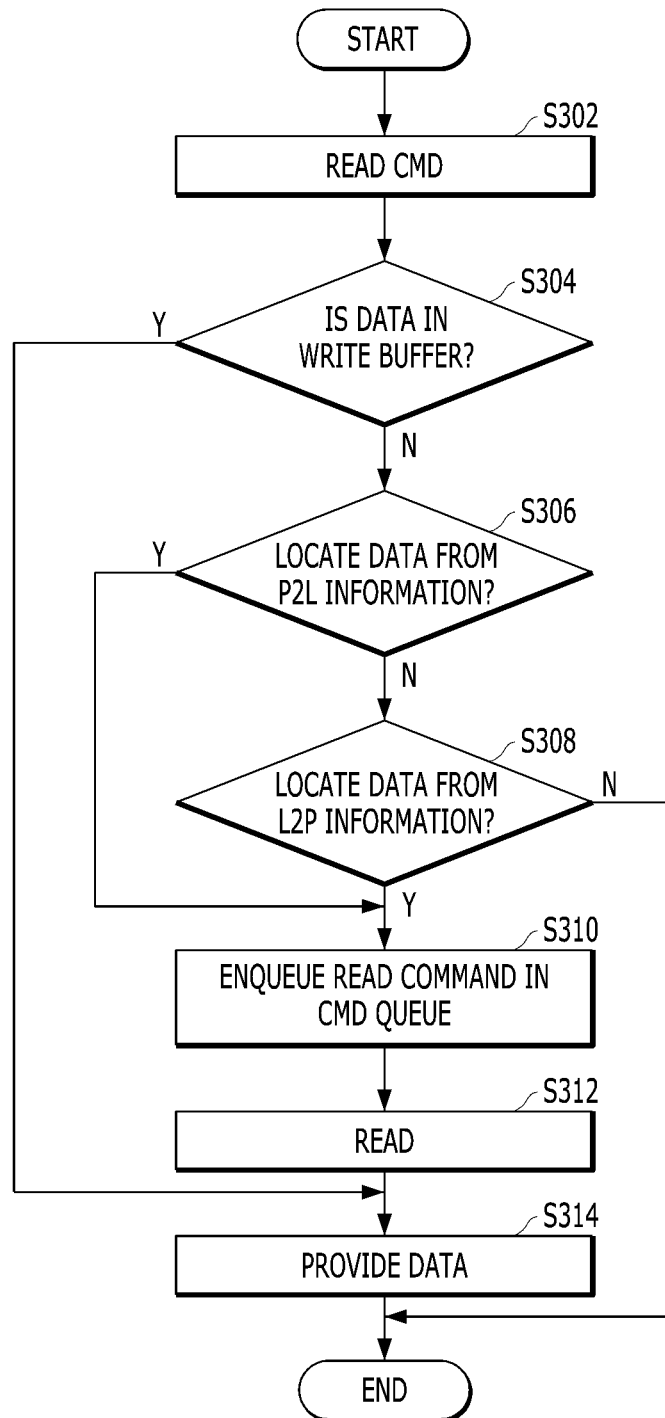 START
S302
READ CMD
S304
Y
IS DATA IN
WRITE BUFFER?
N
S306
Y
LOCATE DATA FROM
P2L INFORMATION?
N
S308
LOCATE DATA FROM
L2P INFORMATION?
N
Y
S310
ENQUEUE READ COMMAND IN
CMD QUEUE
S312
READ
S314
PROVIDE DATA
END